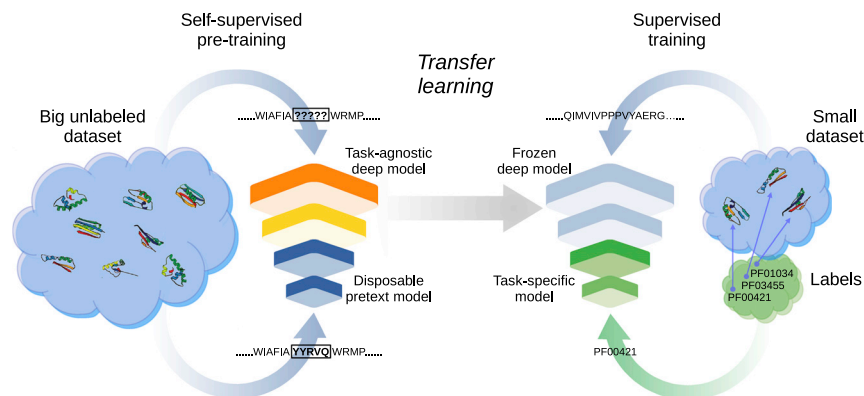 Self-supervised
pre-training
Supervised
training
Transfer
learning
Big unlabeled
dataset
......WIAFIA?????WRMP......
......QIMVIVPPPVYAERG......
Small
dataset
Task-agnostic
deep model
Frozen
deep model
Disposable
pretext model
Task-specific
model
PF01034
PF03455
PF00421
Labels
......WIAFIAYYRVQWRMP......
PF00421